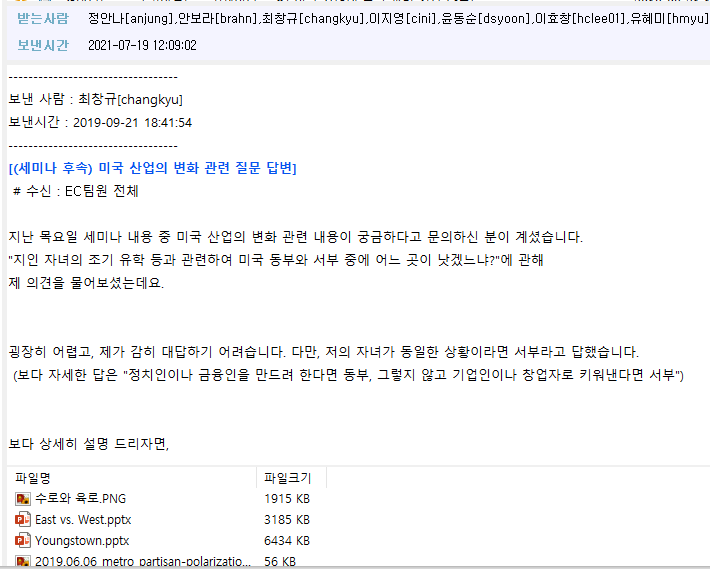 받는사람 정안나[anjung],안보라[brahn],최창규[changkyu],이지영[cini],윤동순[dsyoon],이효창[hclee01],유혜미[hmyu]
보낸시간 2021-07-19 12:09:02
----------------------------------
보낸 사람 : 최창규[changkyu]
보낸시간 : 2019-09-21 18:41:54
----------------------------------
[(세미나 후속) 미국 산업의 변화 관련 질문 답변]
# 수신 : EC팀원 전체
지난 목요일 세미나 내용 중 미국 산업의 변화 관련 내용이 궁금하다고 문의하신 분이 계셨습니다.
"지인 자녀의 조기 유학 등과 관련하여 미국 동부와 서부 중에 어느 곳이 낫겠느냐?"에 관해
제 의견을 물어보셨는데요.
굉장히 어렵고, 제가 감히 대답하기 어려습니다. 다만, 저의 자녀가 동일한 상황이라면 서부라고 답했습니다.
(보다 자세한 답은 "정치인이나 금융인을 만드려 한다면 동부, 그렇지 않고 기업인이나 창업자로 키워낸다면 서부")
보다 상세히 설명 드리자면,
파일명 파일크기
수로와 육로.PNG 1915 KB
East vs. West.pptx 3185 KB
Youngstown.pptx 6434 KB
2019.06.06 metro partisan-polarizatio... 56 KB